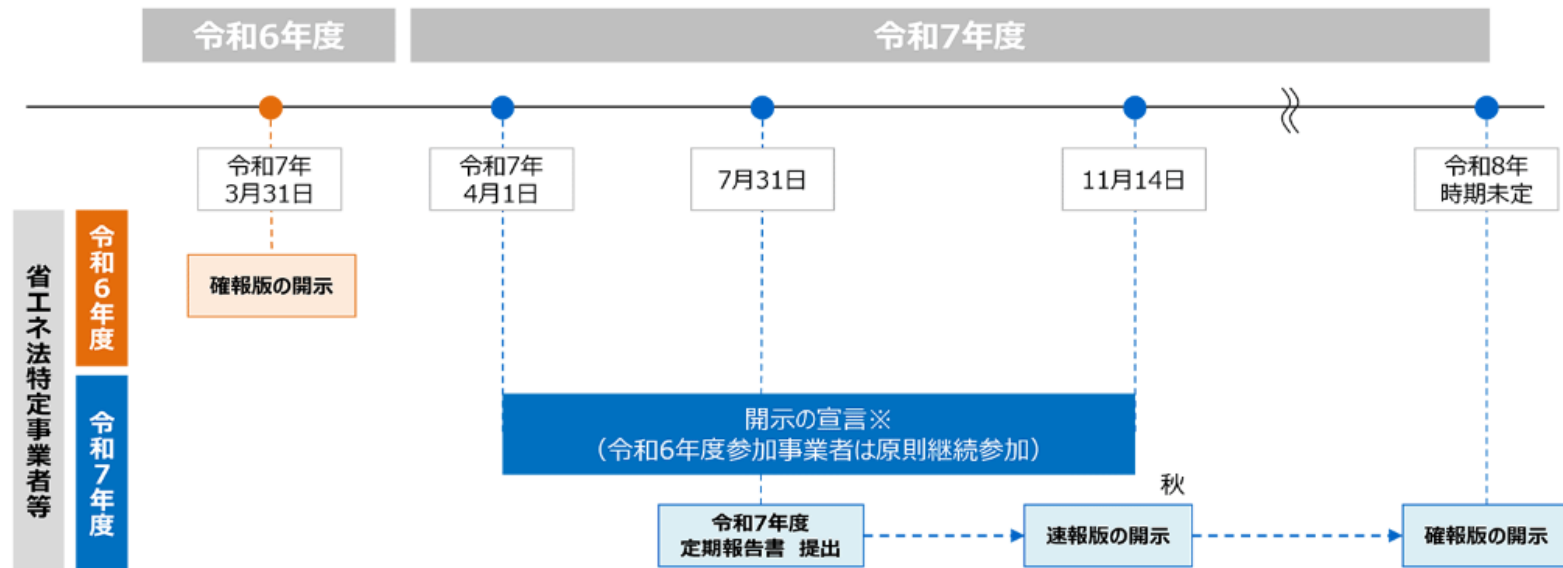 令和6年度
令和7年度
令和7年
3月31日
令和7年
4月1日
7月31日
11月14日
令和8年
時期未定
省エネ法特定事業者等
令和6年度
確報版の開示
令和7年度
開示の宣言※
（令和6年度参加事業者は原則継続参加）
秋
令和7年度
定期報告書 提出
速報版の開示
確報版の開示